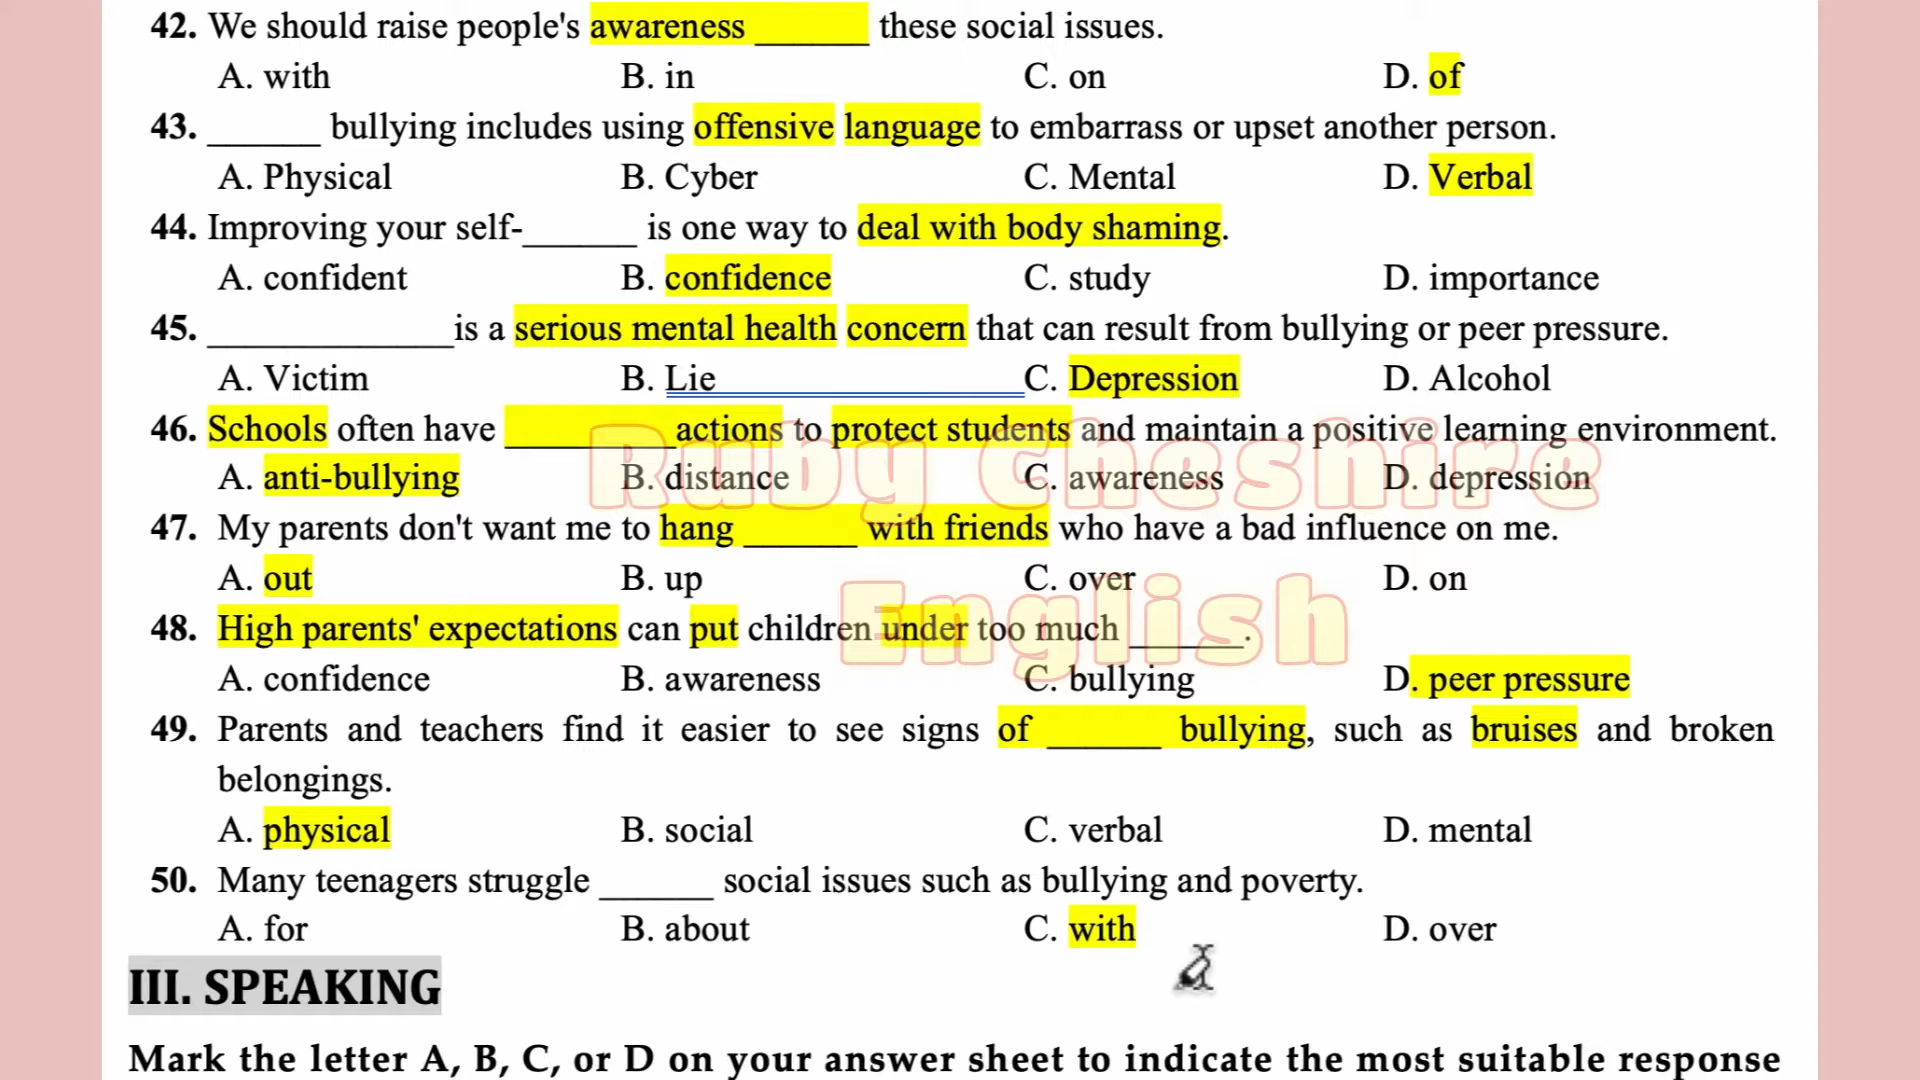 42. We should raise people's awareness ______ these social issues.
A. with B. in C. on D. of
43. ______ bullying includes using offensive language to embarrass or upset another person.
A. Physical B. Cyber C. Mental D. Verbal
44. Improving your self-______ is one way to deal with body shaming.
A. confident B. confidence C. study D. importance
45. _____________is a serious mental health concern that can result from bullying or peer pressure.
A. Victim B. Lie C. Depression D. Alcohol
46. Schools often have _________actions to protect students and maintain a positive learning environment.
A. anti-bullying B. distance C. awareness D. depression
Ruby Cheshire
47. My parents don't want me to hang ______ with friends who have a bad influence on me.
A. out B. up C. over D. on
English
48. High parents' expectations can put children under too much ______.
A. confidence B. awareness C. bullying D. peer pressure
49. Parents and teachers find it easier to see signs of ______ bullying, such as bruises and broken
belongings.
A. physical B. social C. verbal D. mental
50. Many teenagers struggle ______ social issues such as bullying and poverty.
A. for B. about C. with D. over
III. SPEAKING
Mark the letter A, B, C, or D on your answer sheet to indicate the most suitable response